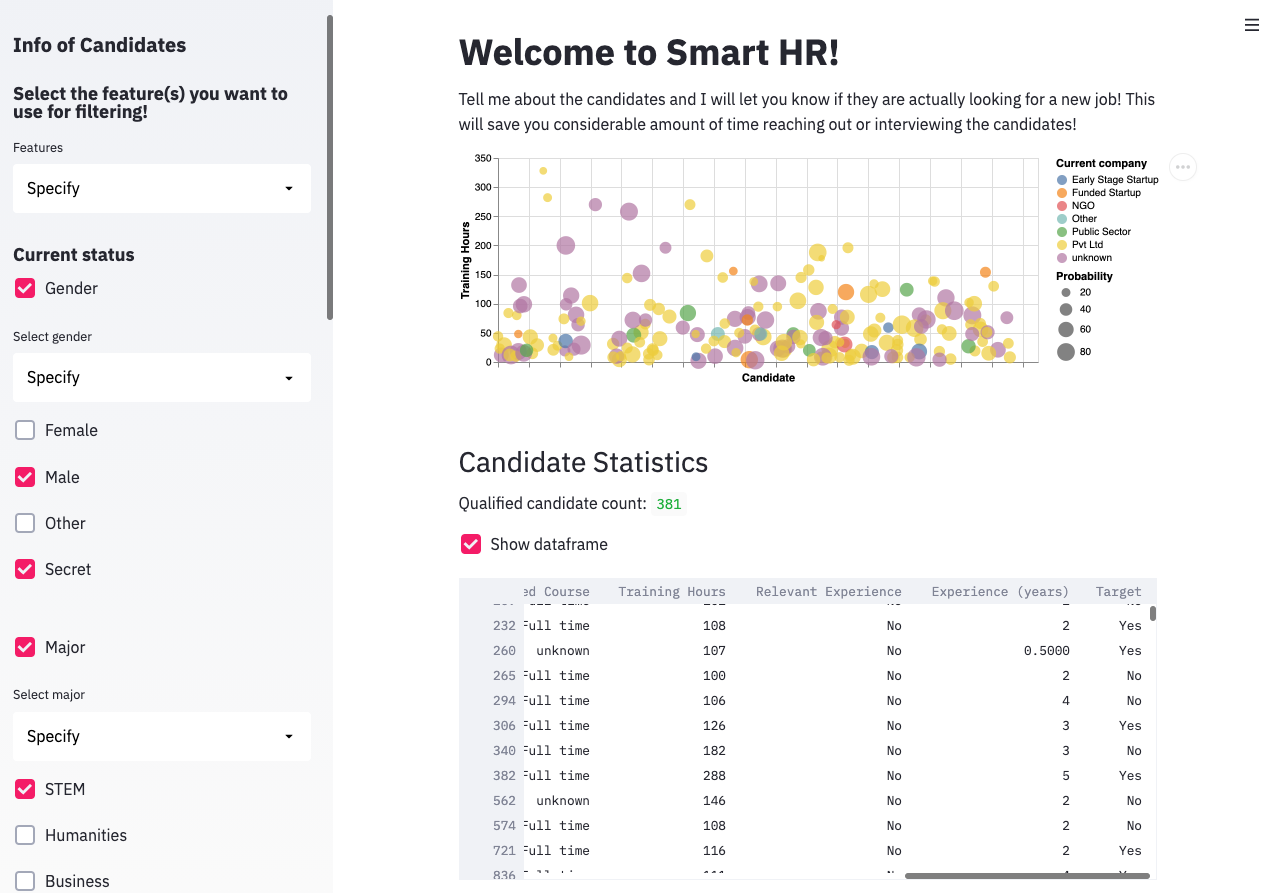 Info of Candidates
Select the feature(s) you want to
use for filtering!
Features
Specify
Current status
Gender
Select gender
Specify
Female
Male
Other
Secret
Major
Select major
Specify
STEM
Humanities
Business
Welcome to Smart HR!
Tell me about the candidates and I will let you know if they are actually looking for a new job! This
will save you considerable amount of time reaching out or interviewing the candidates!
350
300
250
200
150
100
50
0
Training Hours
Candidate
Current company
Early Stage Startup
Funded Startup
NGO
Other
Public Sector
Pvt Ltd
unknown
Probability
20
40
60
80
Candidate Statistics
Qualified candidate count: 381
Show dataframe
ed Course Training Hours Relevant Experience Experience (years) Target
232 Full time 108 No 2 Yes
260 unknown 107 No 0.5000 Yes
265 Full time 100 No 2 No
294 Full time 106 No 4 No
306 Full time 126 No 3 Yes
340 Full time 182 No 3 No
382 Full time 288 No 5 Yes
562 unknown 146 No 2 No
574 Full time 108 No 2 No
721 Full time 116 No 2 Yes
836